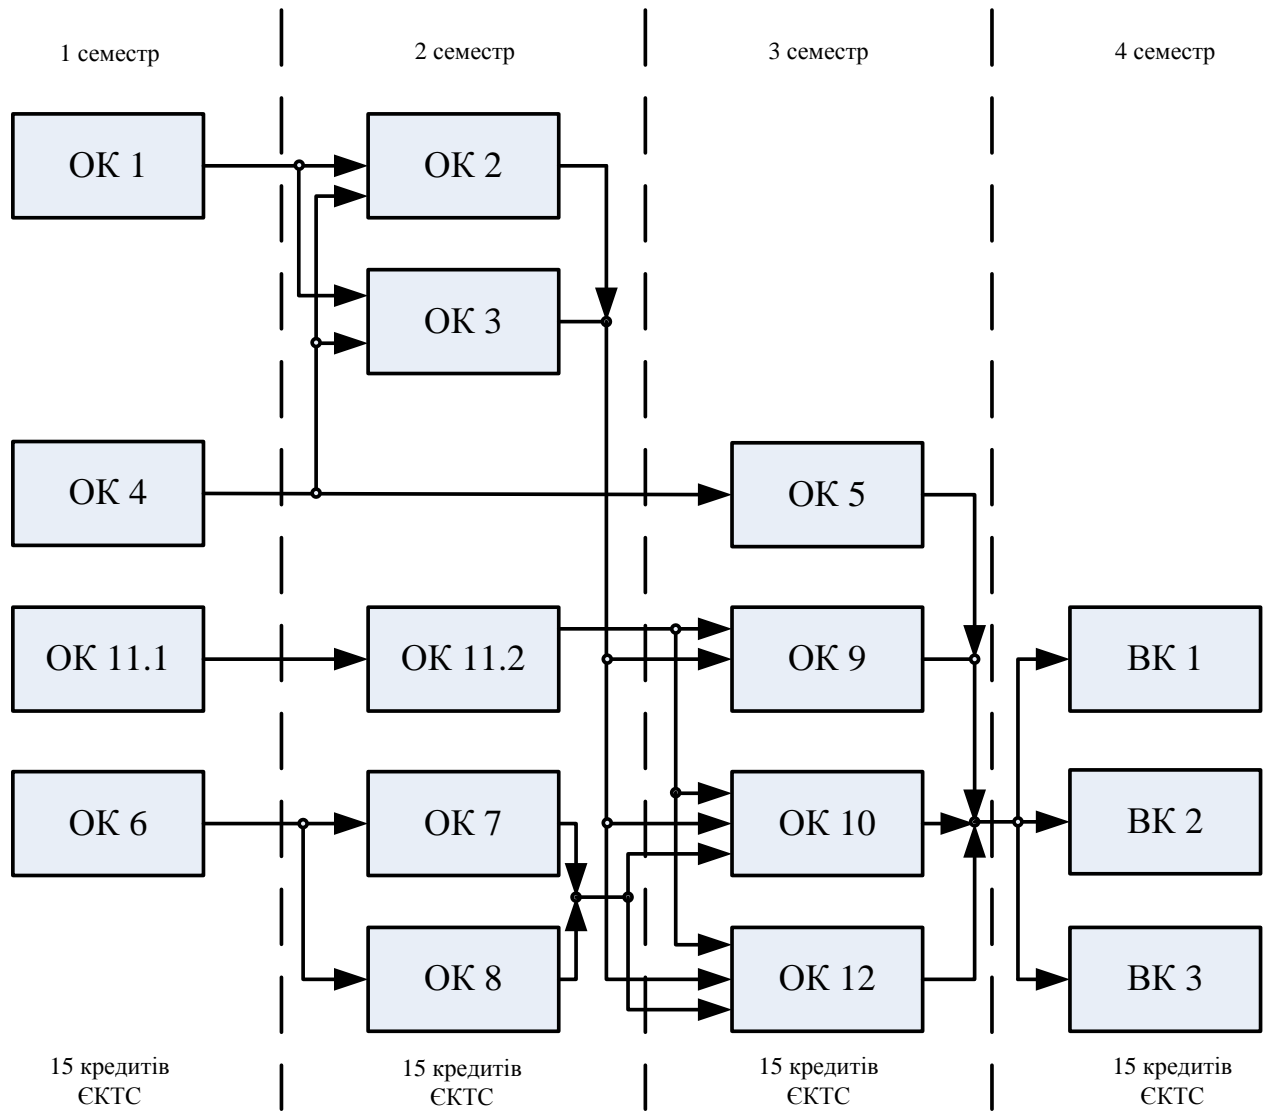 1 семестр
2 семестр
3 семестр
4 семестр
ОК 1
ОК 2
ОК 3
ОК 4
ОК 5
ОК 11.1
ОК 11.2
ОК 9
ВК 1
ОК 6
ОК 7
ОК 10
ВК 2
ОК 8
ОК 12
ВК 3
15 кредитів
ЄКТС
15 кредитів
ЄКТС
15 кредитів
ЄКТС
15 кредитів
ЄКТС